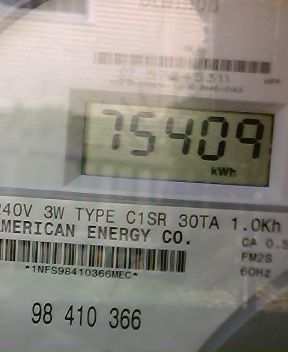 75409
kWh
240V 3W TYPE C1SR 30TA 1.0Kh
AMERICAN ENERGY CO.
CA 0.5
FM2S
60Hz
*1NFS98410366MEC*
98 410 366